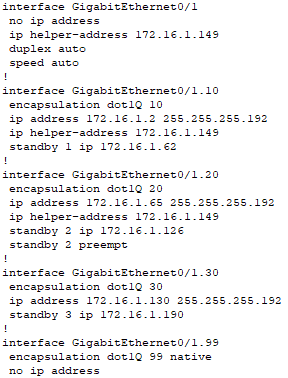 interface GigabitEthernet0/1
no ip address
ip helper-address 172.16.1.149
duplex auto
speed auto
!
interface GigabitEthernet0/1.10
encapsulation dot1Q 10
ip address 172.16.1.2 255.255.255.192
ip helper-address 172.16.1.149
standby 1 ip 172.16.1.62
!
interface GigabitEthernet0/1.20
encapsulation dot1Q 20
ip address 172.16.1.65 255.255.255.192
ip helper-address 172.16.1.149
standby 2 ip 172.16.1.126
standby 2 preempt
!
interface GigabitEthernet0/1.30
encapsulation dot1Q 30
ip address 172.16.1.130 255.255.255.192
standby 3 ip 172.16.1.190
!
interface GigabitEthernet0/1.99
encapsulation dot1Q 99 native
no ip address